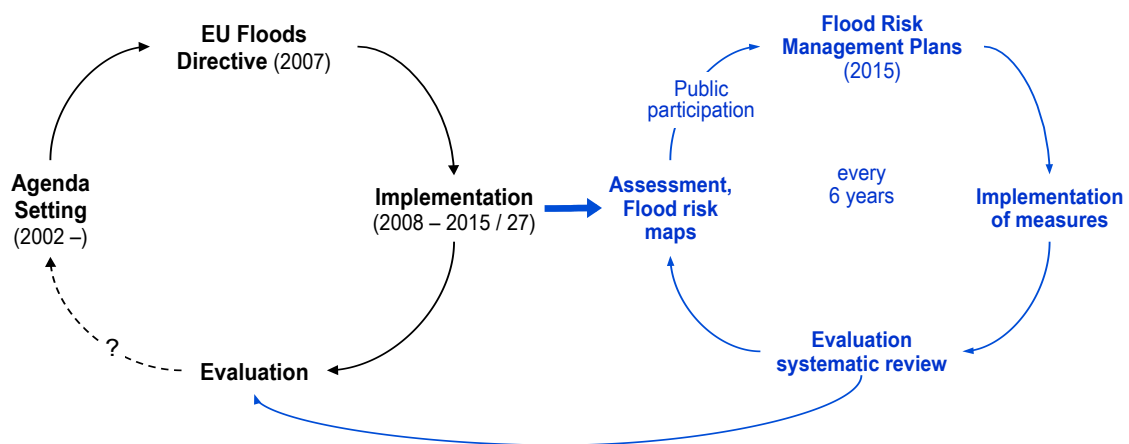 EU Floods
Directive (2007)
Agenda
Setting
(2002 –)
Implementation
(2008 – 2015 / 27)
?
Evaluation
Flood Risk
Management Plans
(2015)
Public
participation
Assessment,
Flood risk
maps
every
6 years
Implementation
of measures
Evaluation
systematic review